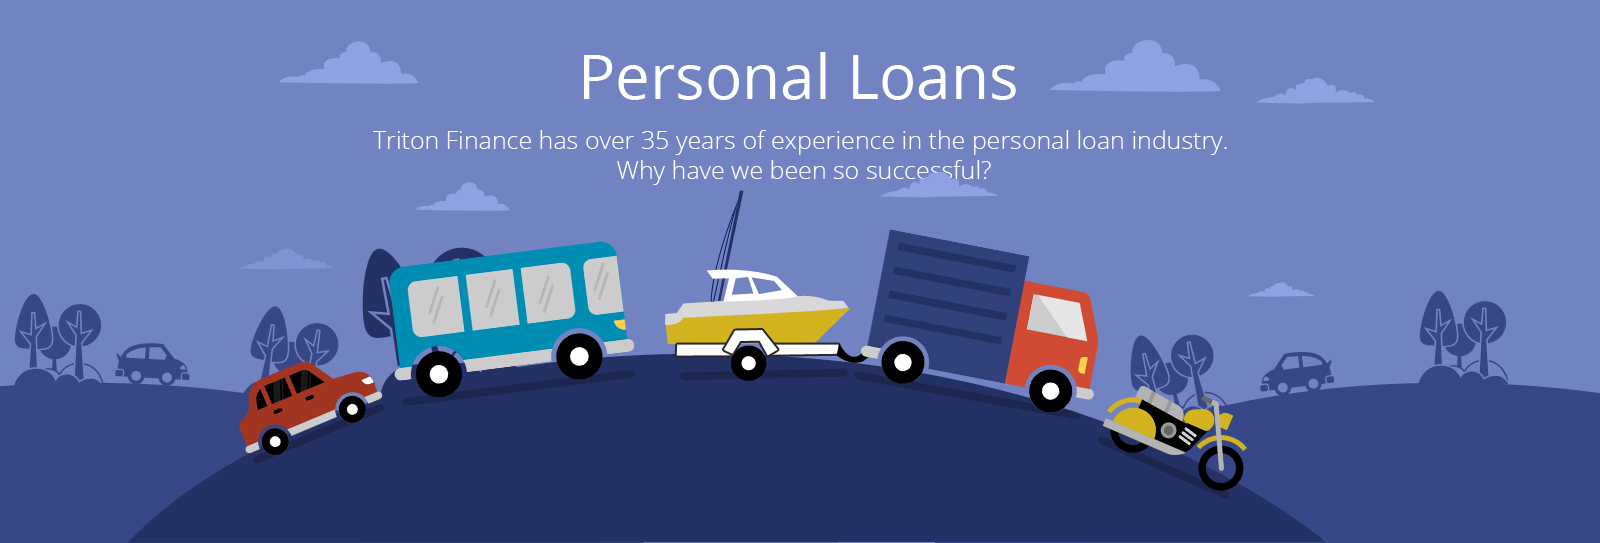 Personal Loans
Triton Finance has over 35 years of experience in the personal loan industry.
Why have we been so successful?